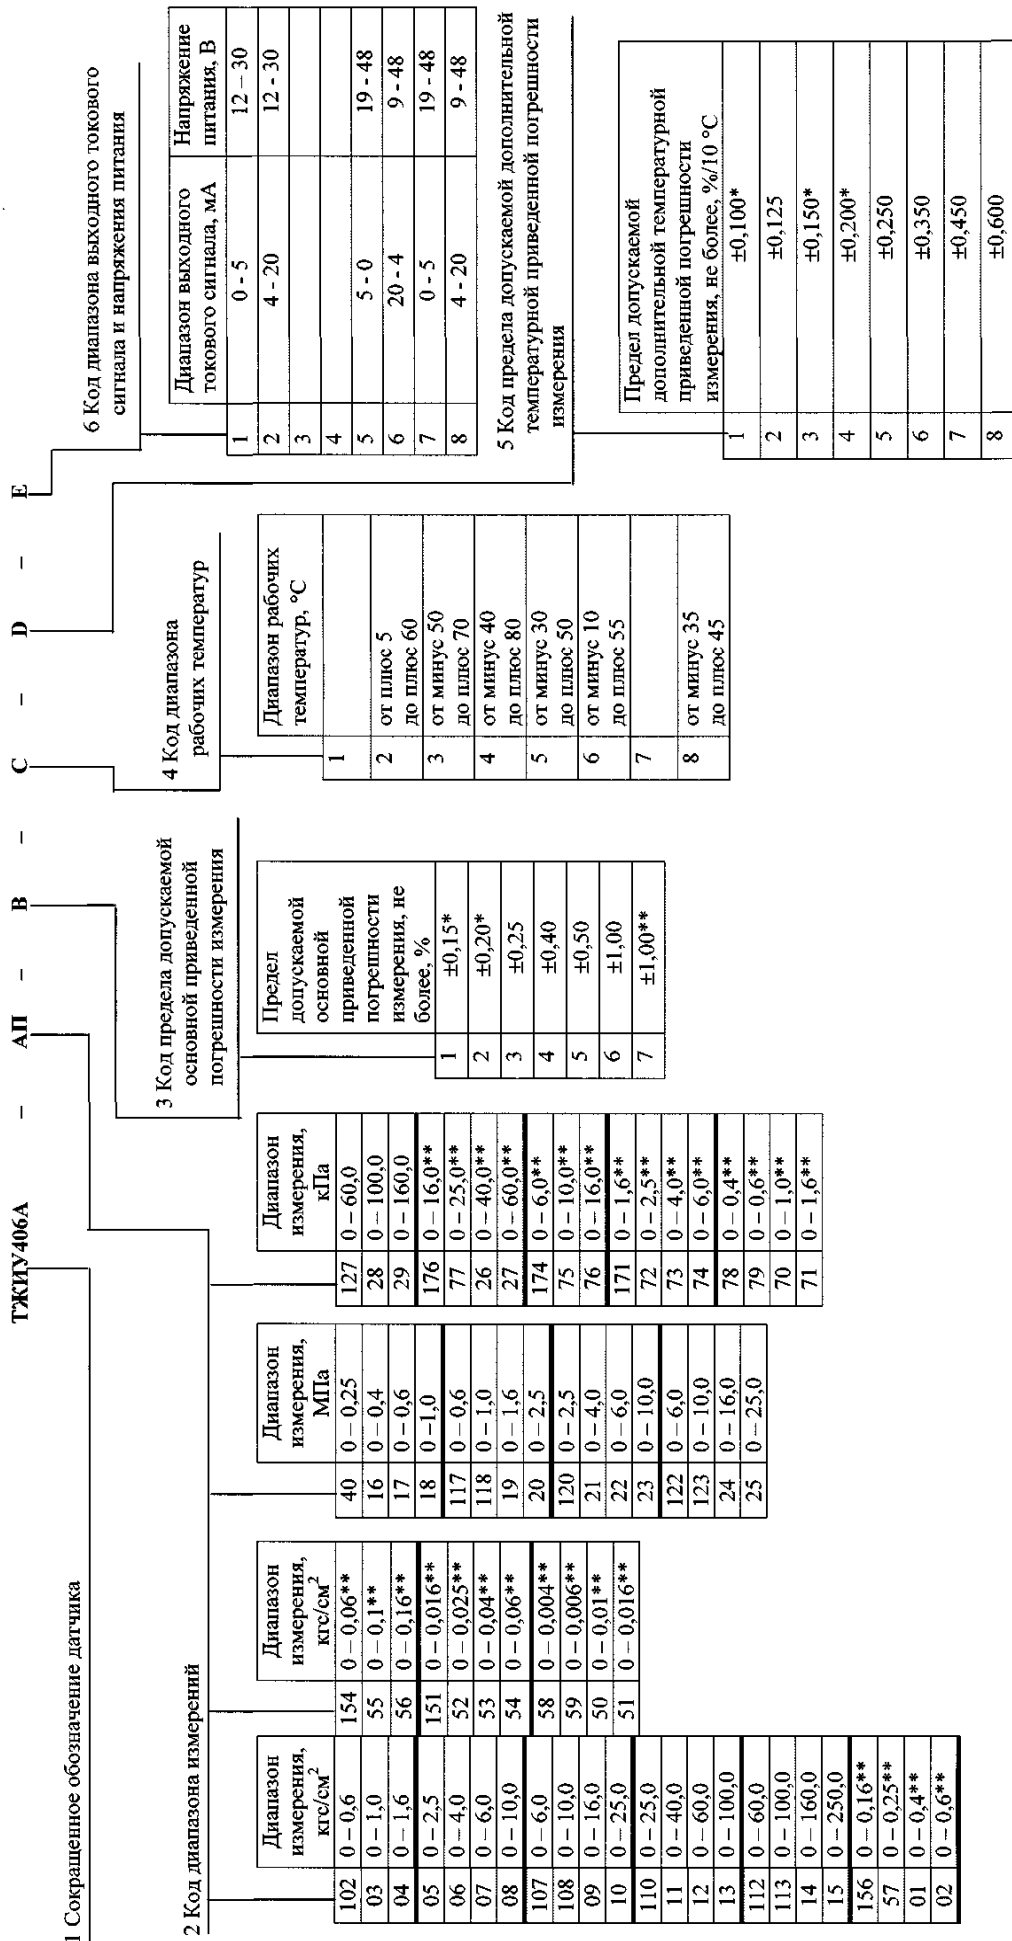 ТЖИУ406А – АП – В – С – D – Е
1 Сокращенное обозначение датчика
2 Код диапазона измерений
Диапазон
измерения,
кгс/см²
102 0 – 0,6
03 0 – 1,0
04 0 – 1,6
05 0 – 2,5
06 0 – 4,0
07 0 – 6,0
08 0 – 10,0
107 0 – 6,0
108 0 – 10,0
09 0 – 16,0
10 0 – 25,0
110 0 – 25,0
11 0 – 40,0
12 0 – 60,0
13 0 – 100,0
112 0 – 60,0
113 0 – 100,0
14 0 – 160,0
15 0 – 250,0
156 0 – 0,16**
57 0 – 0,25**
01 0 – 0,4**
02 0 – 0,6**
Диапазон
измерения,
кгс/см²
154 0 – 0,06**
55 0 – 0,1**
56 0 – 0,16**
151 0 – 0,016**
52 0 – 0,025**
53 0 – 0,04**
54 0 – 0,06**
58 0 – 0,004**
59 0 – 0,006**
50 0 – 0,01**
51 0 – 0,016**
Диапазон
измерения,
МПа
40 0 – 0,25
16 0 – 0,4
17 0 – 0,6
18 0 –1,0
117 0 – 0,6
118 0 – 1,0
19 0 – 1,6
20 0 – 2,5
120 0 – 2,5
21 0 – 4,0
22 0 – 6,0
23 0 – 10,0
122 0 – 6,0
123 0 – 10,0
24 0 – 16,0
25 0 – 25,0
Диапазон
измерения,
кПа
127 0 – 60,0
28 0 – 100,0
29 0 – 160,0
176 0 – 16,0**
77 0 – 25,0**
26 0 – 40,0**
27 0 – 60,0**
174 0 – 6,0**
75 0 – 10,0**
76 0 – 16,0**
171 0 – 1,6**
72 0 – 2,5**
73 0 – 4,0**
74 0 – 6,0**
78 0 – 0,4**
79 0 – 0,6**
70 0 – 1,0**
71 0 – 1,6**
3 Код предела допускаемой
основной приведенной
погрешности измерения
Предел
допускаемой
основной
приведенной
погрешности
измерения, не
более, %
1 ±0,15*
2 ±0,20*
3 ±0,25
4 ±0,40
5 ±0,50
6 ±1,00
7 ±1,00**
4 Код диапазона
рабочих температур
Диапазон рабочих
температур, °С
1
2 от плюс 5
до плюс 60
3 от минус 50
до плюс 70
4 от минус 40
до плюс 80
5 от минус 30
до плюс 50
6 от минус 10
до плюс 55
7
8 от минус 35
до плюс 45
6 Код диапазона выходного токового
сигнала и напряжения питания
Диапазон выходного
токового сигнала, мА
Напряжение
питания, В
1 0 - 5 12 – 30
2 4 - 20 12 - 30
3
4
5 5 - 0 19 - 48
6 20 - 4 9 - 48
7 0 - 5 19 - 48
8 4 - 20 9 - 48
5 Код предела допускаемой дополнительной
температурной приведенной погрешности
измерения
Предел допускаемой
дополнительной температурной
приведенной погрешности
измерения, не более, %/10 °С
1 ±0,100*
2 ±0,125
3 ±0,150*
4 ±0,200*
5 ±0,250
6 ±0,350
7 ±0,450
8 ±0,600